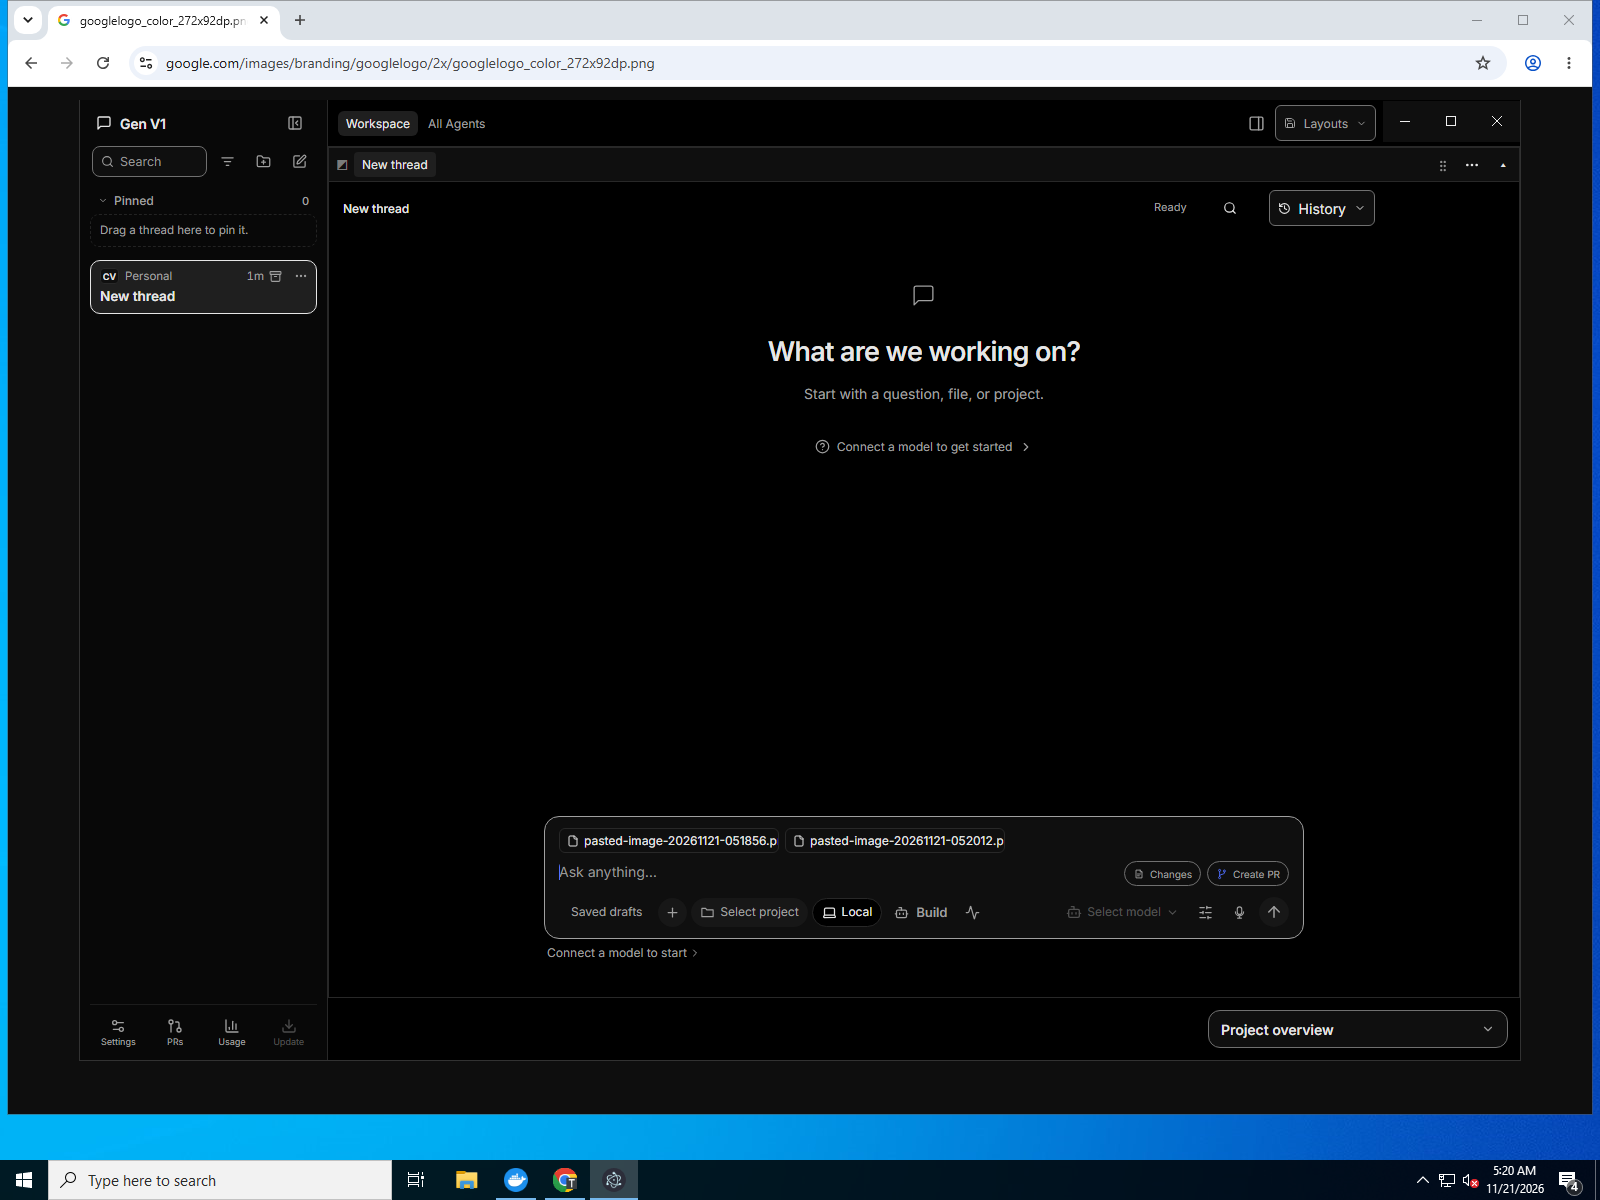 googlelogo_color_272x92dp.pn
google.com/images/branding/googlelogo/2x/googlelogo_color_272x92dp.png
Gen V1
Search
Pinned 0
Drag a thread here to pin it.
CV Personal 1m
New thread
Settings PRs Usage Update
Workspace All Agents
Layouts
New thread
New thread
Ready
History
What are we working on?
Start with a question, file, or project.
Connect a model to get started
pasted-image-20261121-051856.p pasted-image-20261121-052012.p
Ask anything...
Changes Create PR
Saved drafts Select project Local Build Select model
Connect a model to start
Project overview
Type here to search
5:20 AM
11/21/2026
4